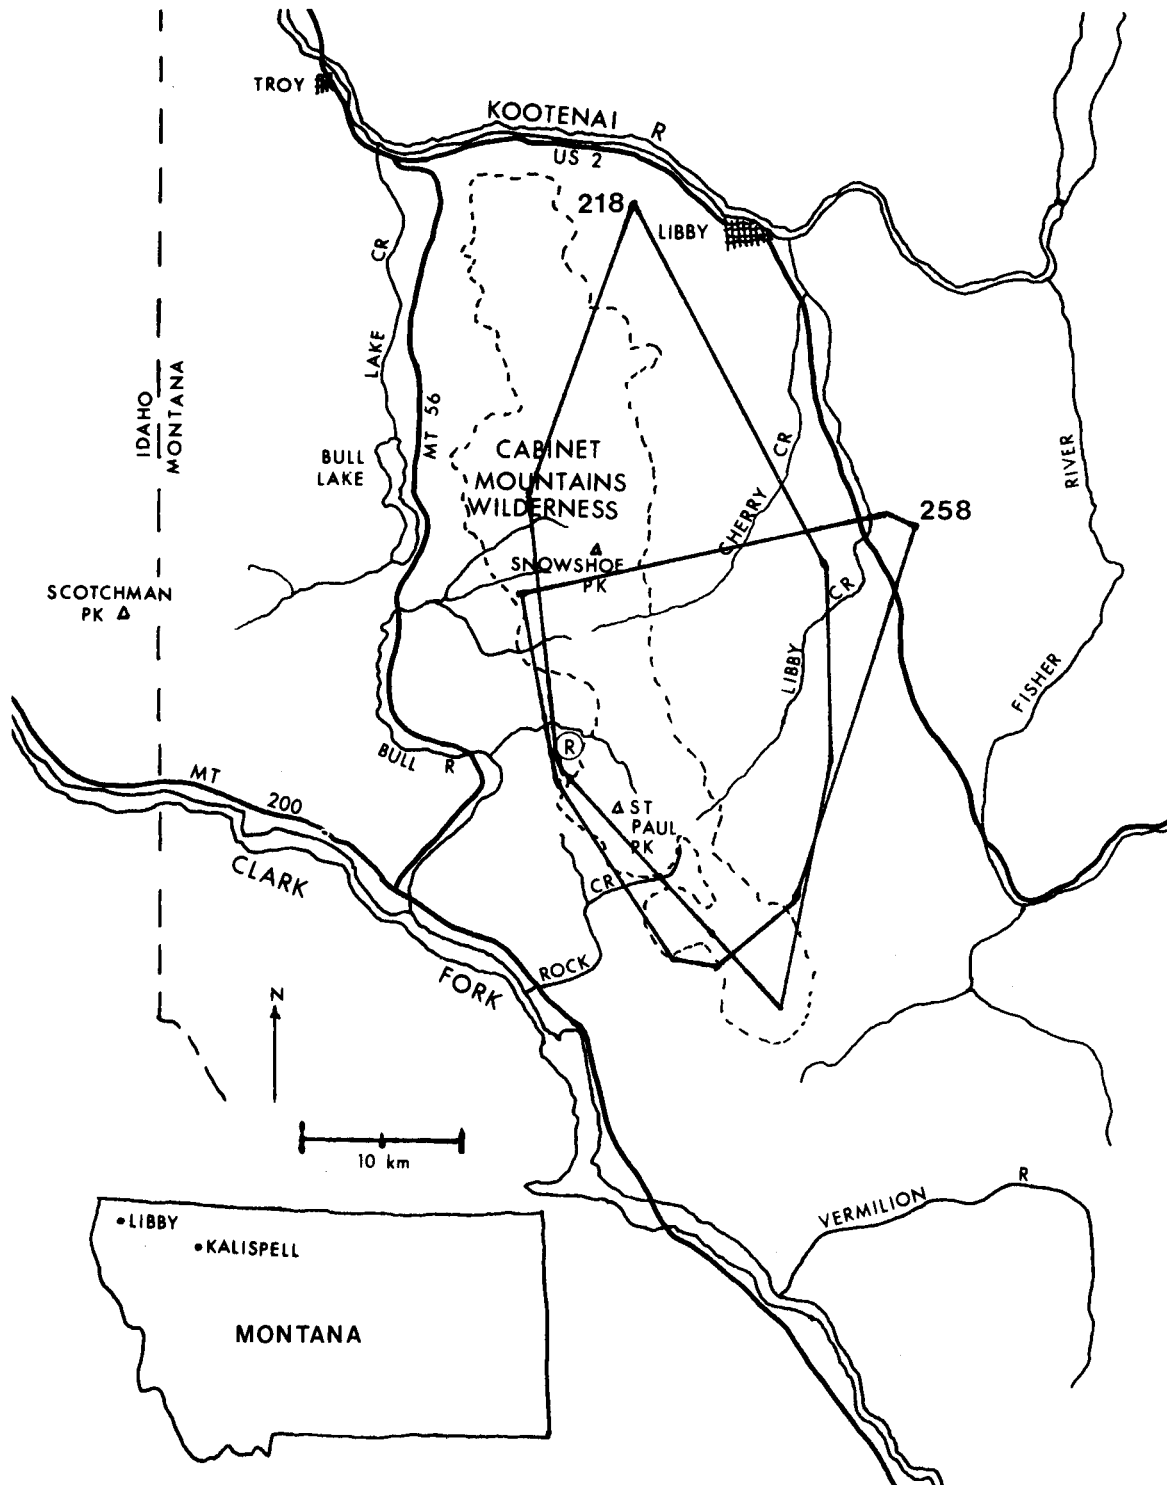 TROY
KOOTENAI R
US 2
218
LIBBY
CR
LAKE
MT 56
IDAHO
MONTANA
BULL
LAKE
CABINET
MOUNTAINS
WILDERNESS
CR
CHERRY
RIVER
258
SNOWSHOE
PK
SCOTCHMAN
PK
CR
LIBBY
FISHER
BULL R
R
MT 200
ST
PAUL
PK
CLARK
CR
ROCK
FORK
N
10 km
VERMILION R
LIBBY
KALISPELL
MONTANA